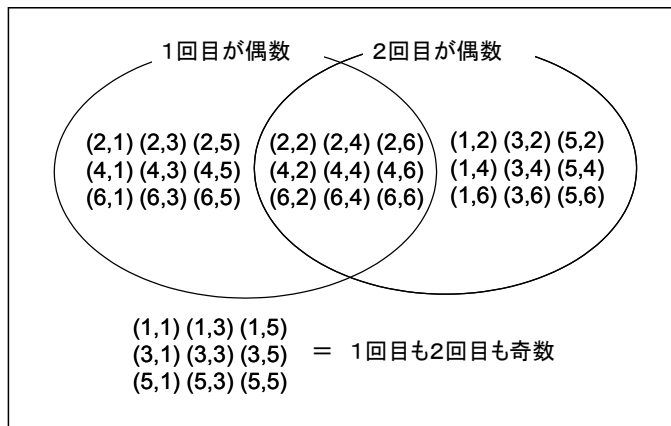 1回目が偶数 2回目が偶数
(2,1) (2,3) (2,5) (2,2) (2,4) (2,6) (1,2) (3,2) (5,2)
(4,1) (4,3) (4,5) (4,2) (4,4) (4,6) (1,4) (3,4) (5,4)
(6,1) (6,3) (6,5) (6,2) (6,4) (6,6) (1,6) (3,6) (5,6)
(1,1) (1,3) (1,5)
(3,1) (3,3) (3,5) = 1回目も2回目も奇数
(5,1) (5,3) (5,5)